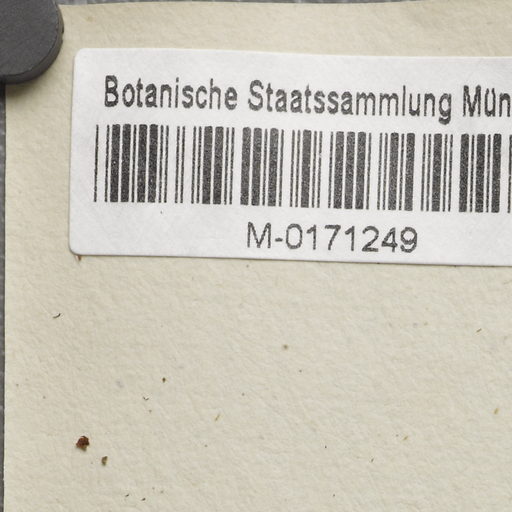 Botanische Staatssammlung Mün
M-0171249